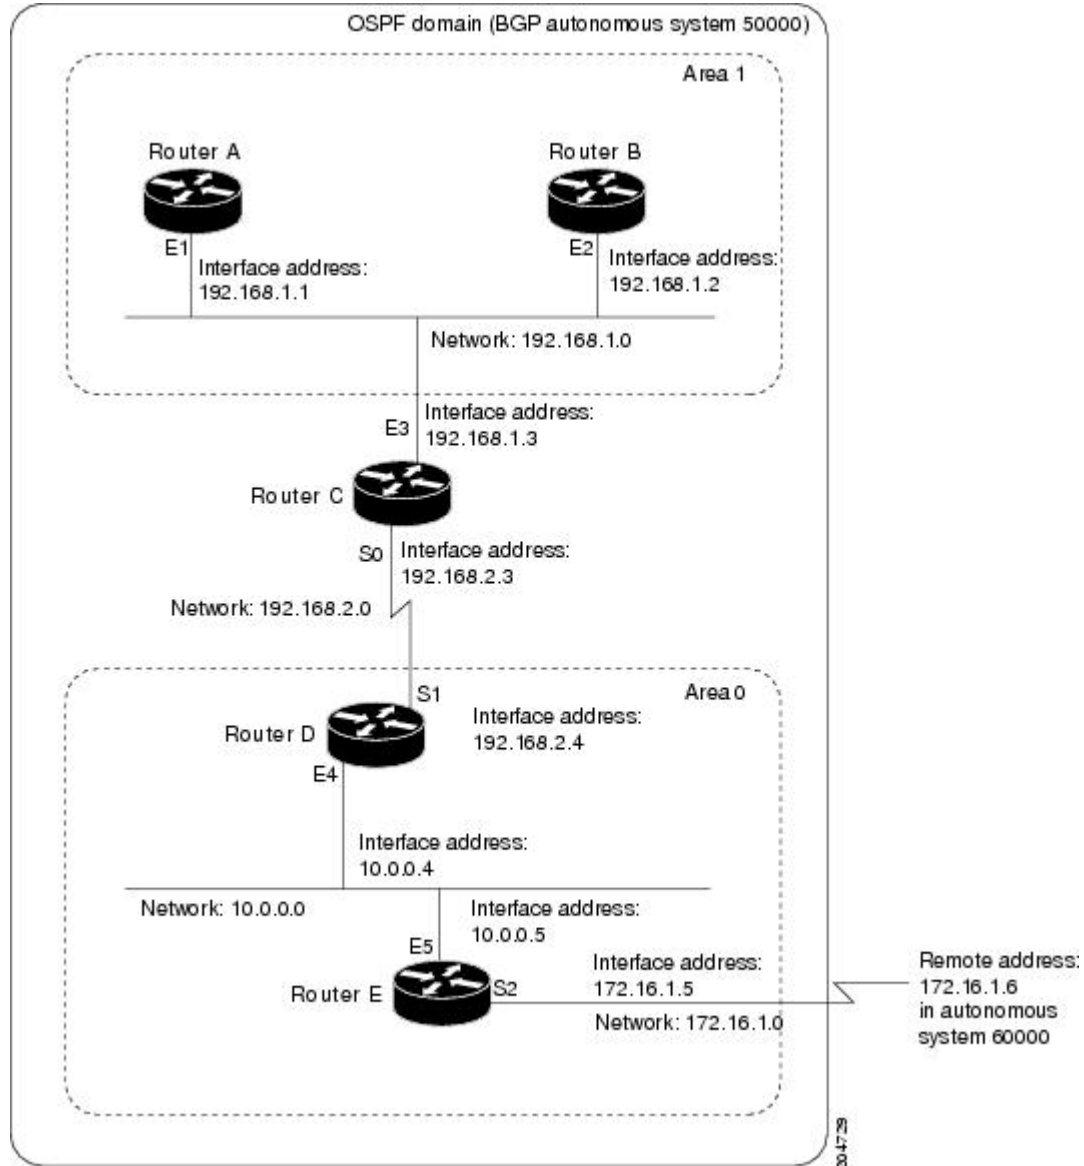 OSPF domain (BGP autonomous system 50000)
Area 1
Router A
Router B
E1
Interface address:
192.168.1.1
E2
Interface address:
192.168.1.2
Network: 192.168.1.0
E3
Interface address:
192.168.1.3
Router C
S0
Interface address:
192.168.2.3
Network: 192.168.2.0
S1
Area 0
Router D
Interface address:
192.168.2.4
E4
Interface address:
10.0.0.4
Network: 10.0.0.0
Interface address:
10.0.0.5
E5
Router E
S2
Interface address:
172.16.1.5
Network: 172.16.1.0
Remote address:
172.16.1.6
in autonomous
system 60000
204729